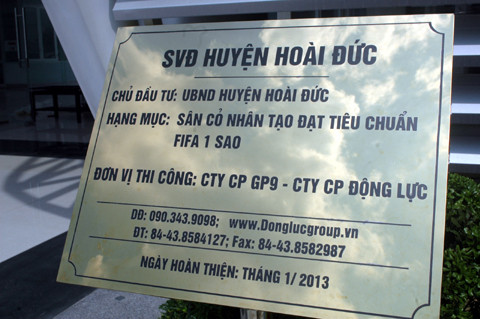 SVĐ HUYỆN HOÀI ĐỨC
CHỦ ĐẦU TƯ: UBND HUYỆN HOÀI ĐỨC
HẠNG MỤC: SÂN CỎ NHÂN TẠO ĐẠT TIÊU CHUẨN
FIFA 1 SAO
ĐƠN VỊ THI CÔNG: CTY CP GP9 - CTY CP ĐỘNG LỰC
DĐ: 090.343.9098; www.Donglucgroup.vn
ĐT: 84-43.8584127; Fax: 84-43.8582987
NGÀY HOÀN THIỆN: THÁNG 1/ 2013